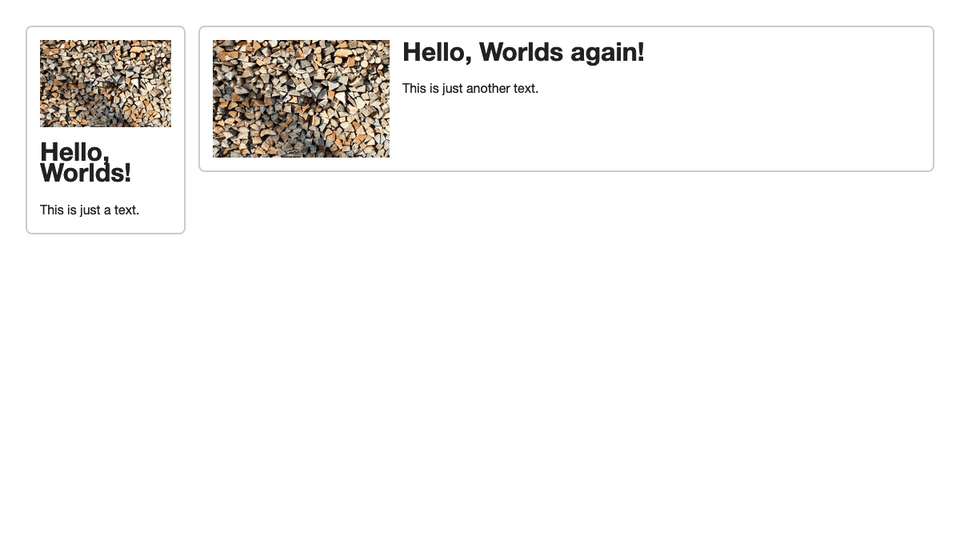 Hello,
Worlds!
This is just a text.
Hello, Worlds again!
This is just another text.